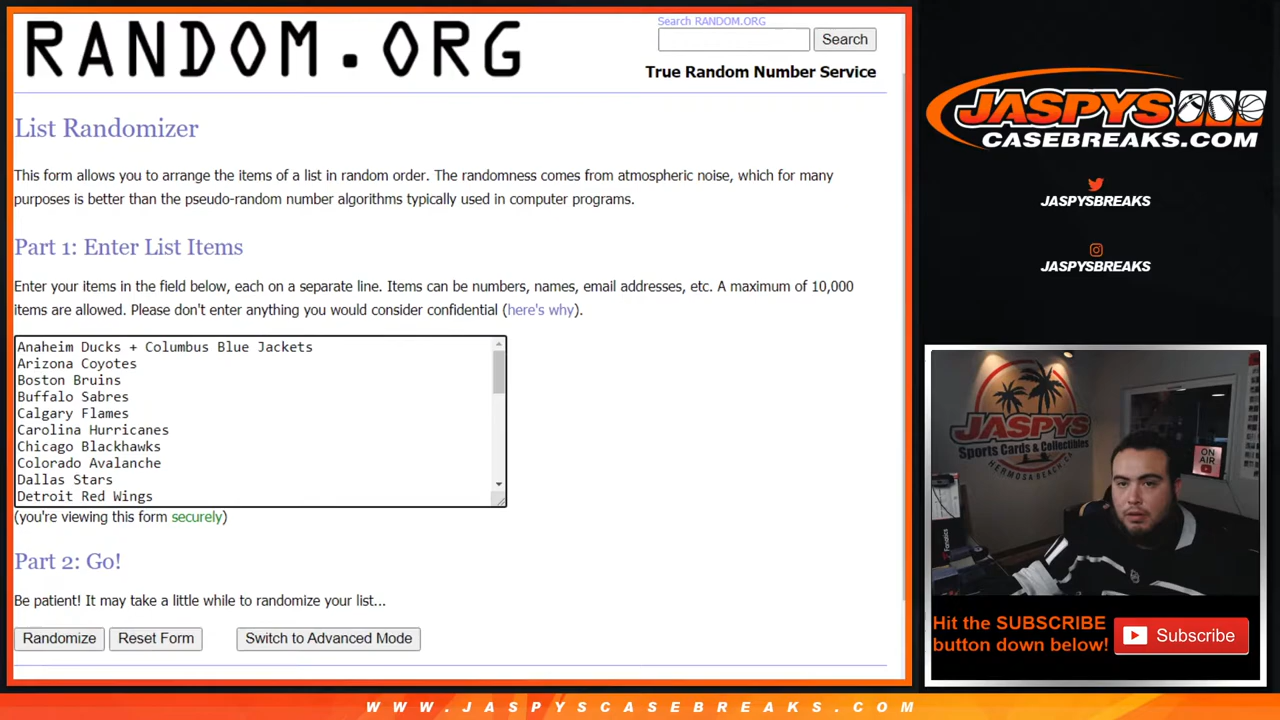 RANDOM.ORG
Search RANDOM.ORG
Search
True Random Number Service
List Randomizer
This form allows you to arrange the items of a list in random order. The randomness comes from atmospheric noise, which for many
purposes is better than the pseudo-random number algorithms typically used in computer programs.
Part 1: Enter List Items
Enter your items in the field below, each on a separate line. Items can be numbers, names, email addresses, etc. A maximum of 10,000
items are allowed. Please don't enter anything you would consider confidential (here's why).
Anaheim Ducks + Columbus Blue Jackets
Arizona Coyotes
Boston Bruins
Buffalo Sabres
Calgary Flames
Carolina Hurricanes
Chicago Blackhawks
Colorado Avalanche
Dallas Stars
Detroit Red Wings
(you're viewing this form securely)
Part 2: Go!
Be patient! It may take a little while to randomize your list...
Randomize
Reset Form
Switch to Advanced Mode
JASPYS
CASEBREAKS.COM
JASPYSBREAKS
JASPYSBREAKS
JASPYS
Sports Cards & Collectibles
HERMOSA BEACH, CA
ON
AIR
Fanatics
Hit the SUBSCRIBE
button down below!
Subscribe
WWW.JASPYSCASEBREAKS.COM